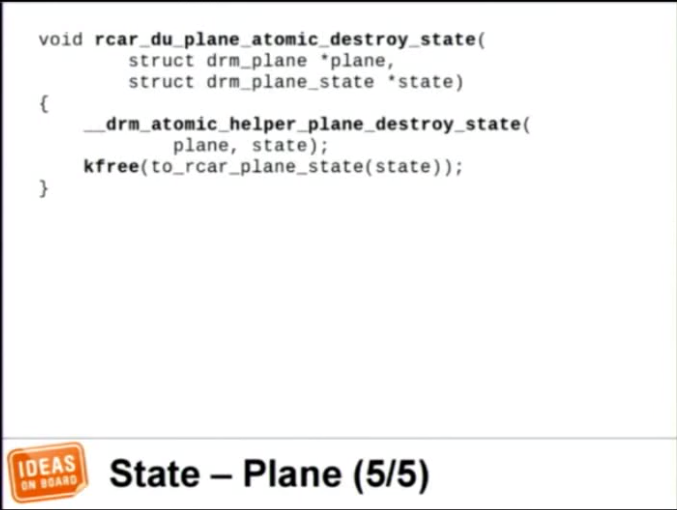 void rcar_du_plane_atomic_destroy_state(
        struct drm_plane *plane,
        struct drm_plane_state *state)
{
    __drm_atomic_helper_plane_destroy_state(
            plane, state);
    kfree(to_rcar_plane_state(state));
}
IDEAS
ON BOARD
State – Plane (5/5)